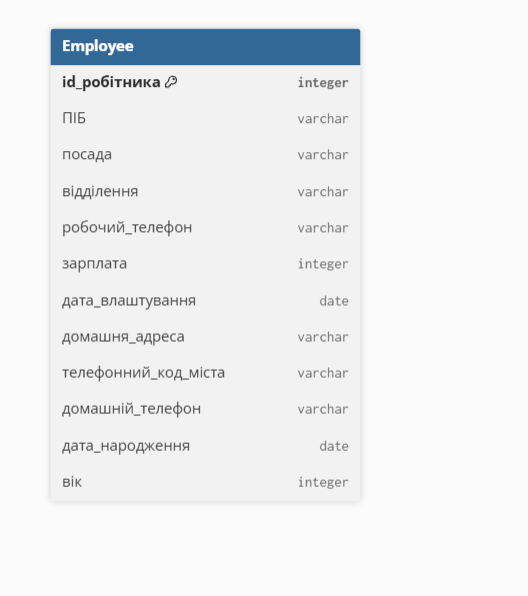 Employee
id_робітника integer
ПІБ varchar
посада varchar
відділення varchar
робочий_телефон varchar
зарплата integer
дата_влаштування date
домашня_адреса varchar
телефонний_код_міста varchar
домашній_телефон varchar
дата_народження date
вік integer